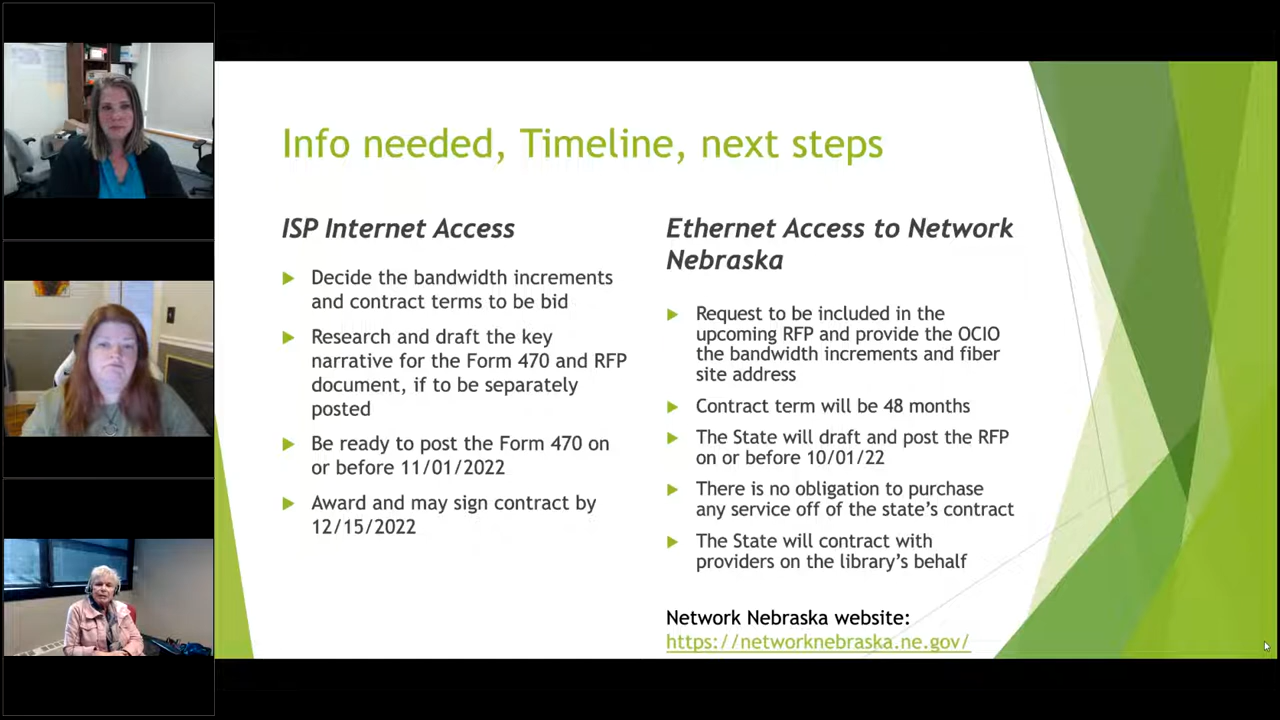 Info needed, Timeline, next steps
ISP Internet Access
Decide the bandwidth increments
and contract terms to be bid
Research and draft the key
narrative for the Form 470 and RFP
document, if to be separately
posted
Be ready to post the Form 470 on
or before 11/01/2022
Award and may sign contract by
12/15/2022
Ethernet Access to Network
Nebraska
Request to be included in the
upcoming RFP and provide the OCIO
the bandwidth increments and fiber
site address
Contract term will be 48 months
The State will draft and post the RFP
on or before 10/01/22
There is no obligation to purchase
any service off of the state's contract
The State will contract with
providers on the library's behalf
Network Nebraska website:
https://networknebraska.ne.gov/